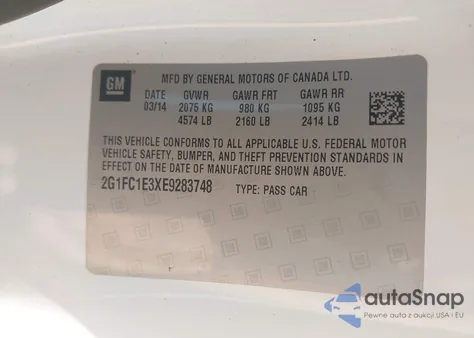 GM
MFD BY GENERAL MOTORS OF CANADA LTD.
DATE GVWR GAWR FRT GAWR RR
03/14 2075 KG 980 KG 1095 KG
4574 LB 2160 LB 2414 LB
THIS VEHICLE CONFORMS TO ALL APPLICABLE U.S. FEDERAL MOTOR
VEHICLE SAFETY, BUMPER, AND THEFT PREVENTION STANDARDS IN
EFFECT ON THE DATE OF MANUFACTURE SHOWN ABOVE.
2G1FC1E3XE9283748 TYPE: PASS CAR
autoSnap
Pewne auta z aukcji USA i EU